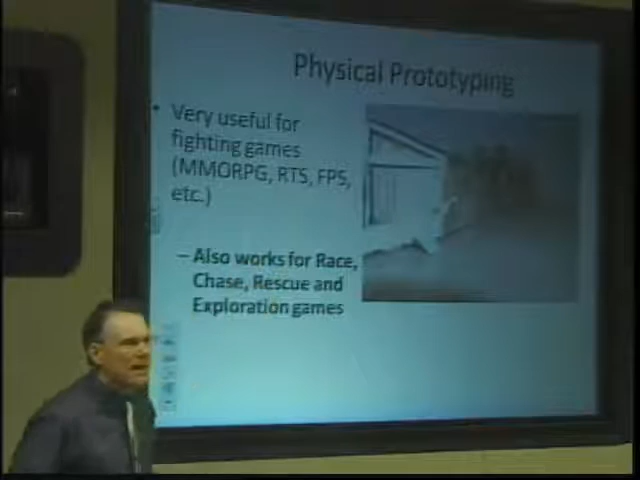 Physical Prototyping
• Very useful for
fighting games
(MMORPG, RTS, FPS,
etc.)
– Also works for Race,
Chase, Rescue and
Exploration games